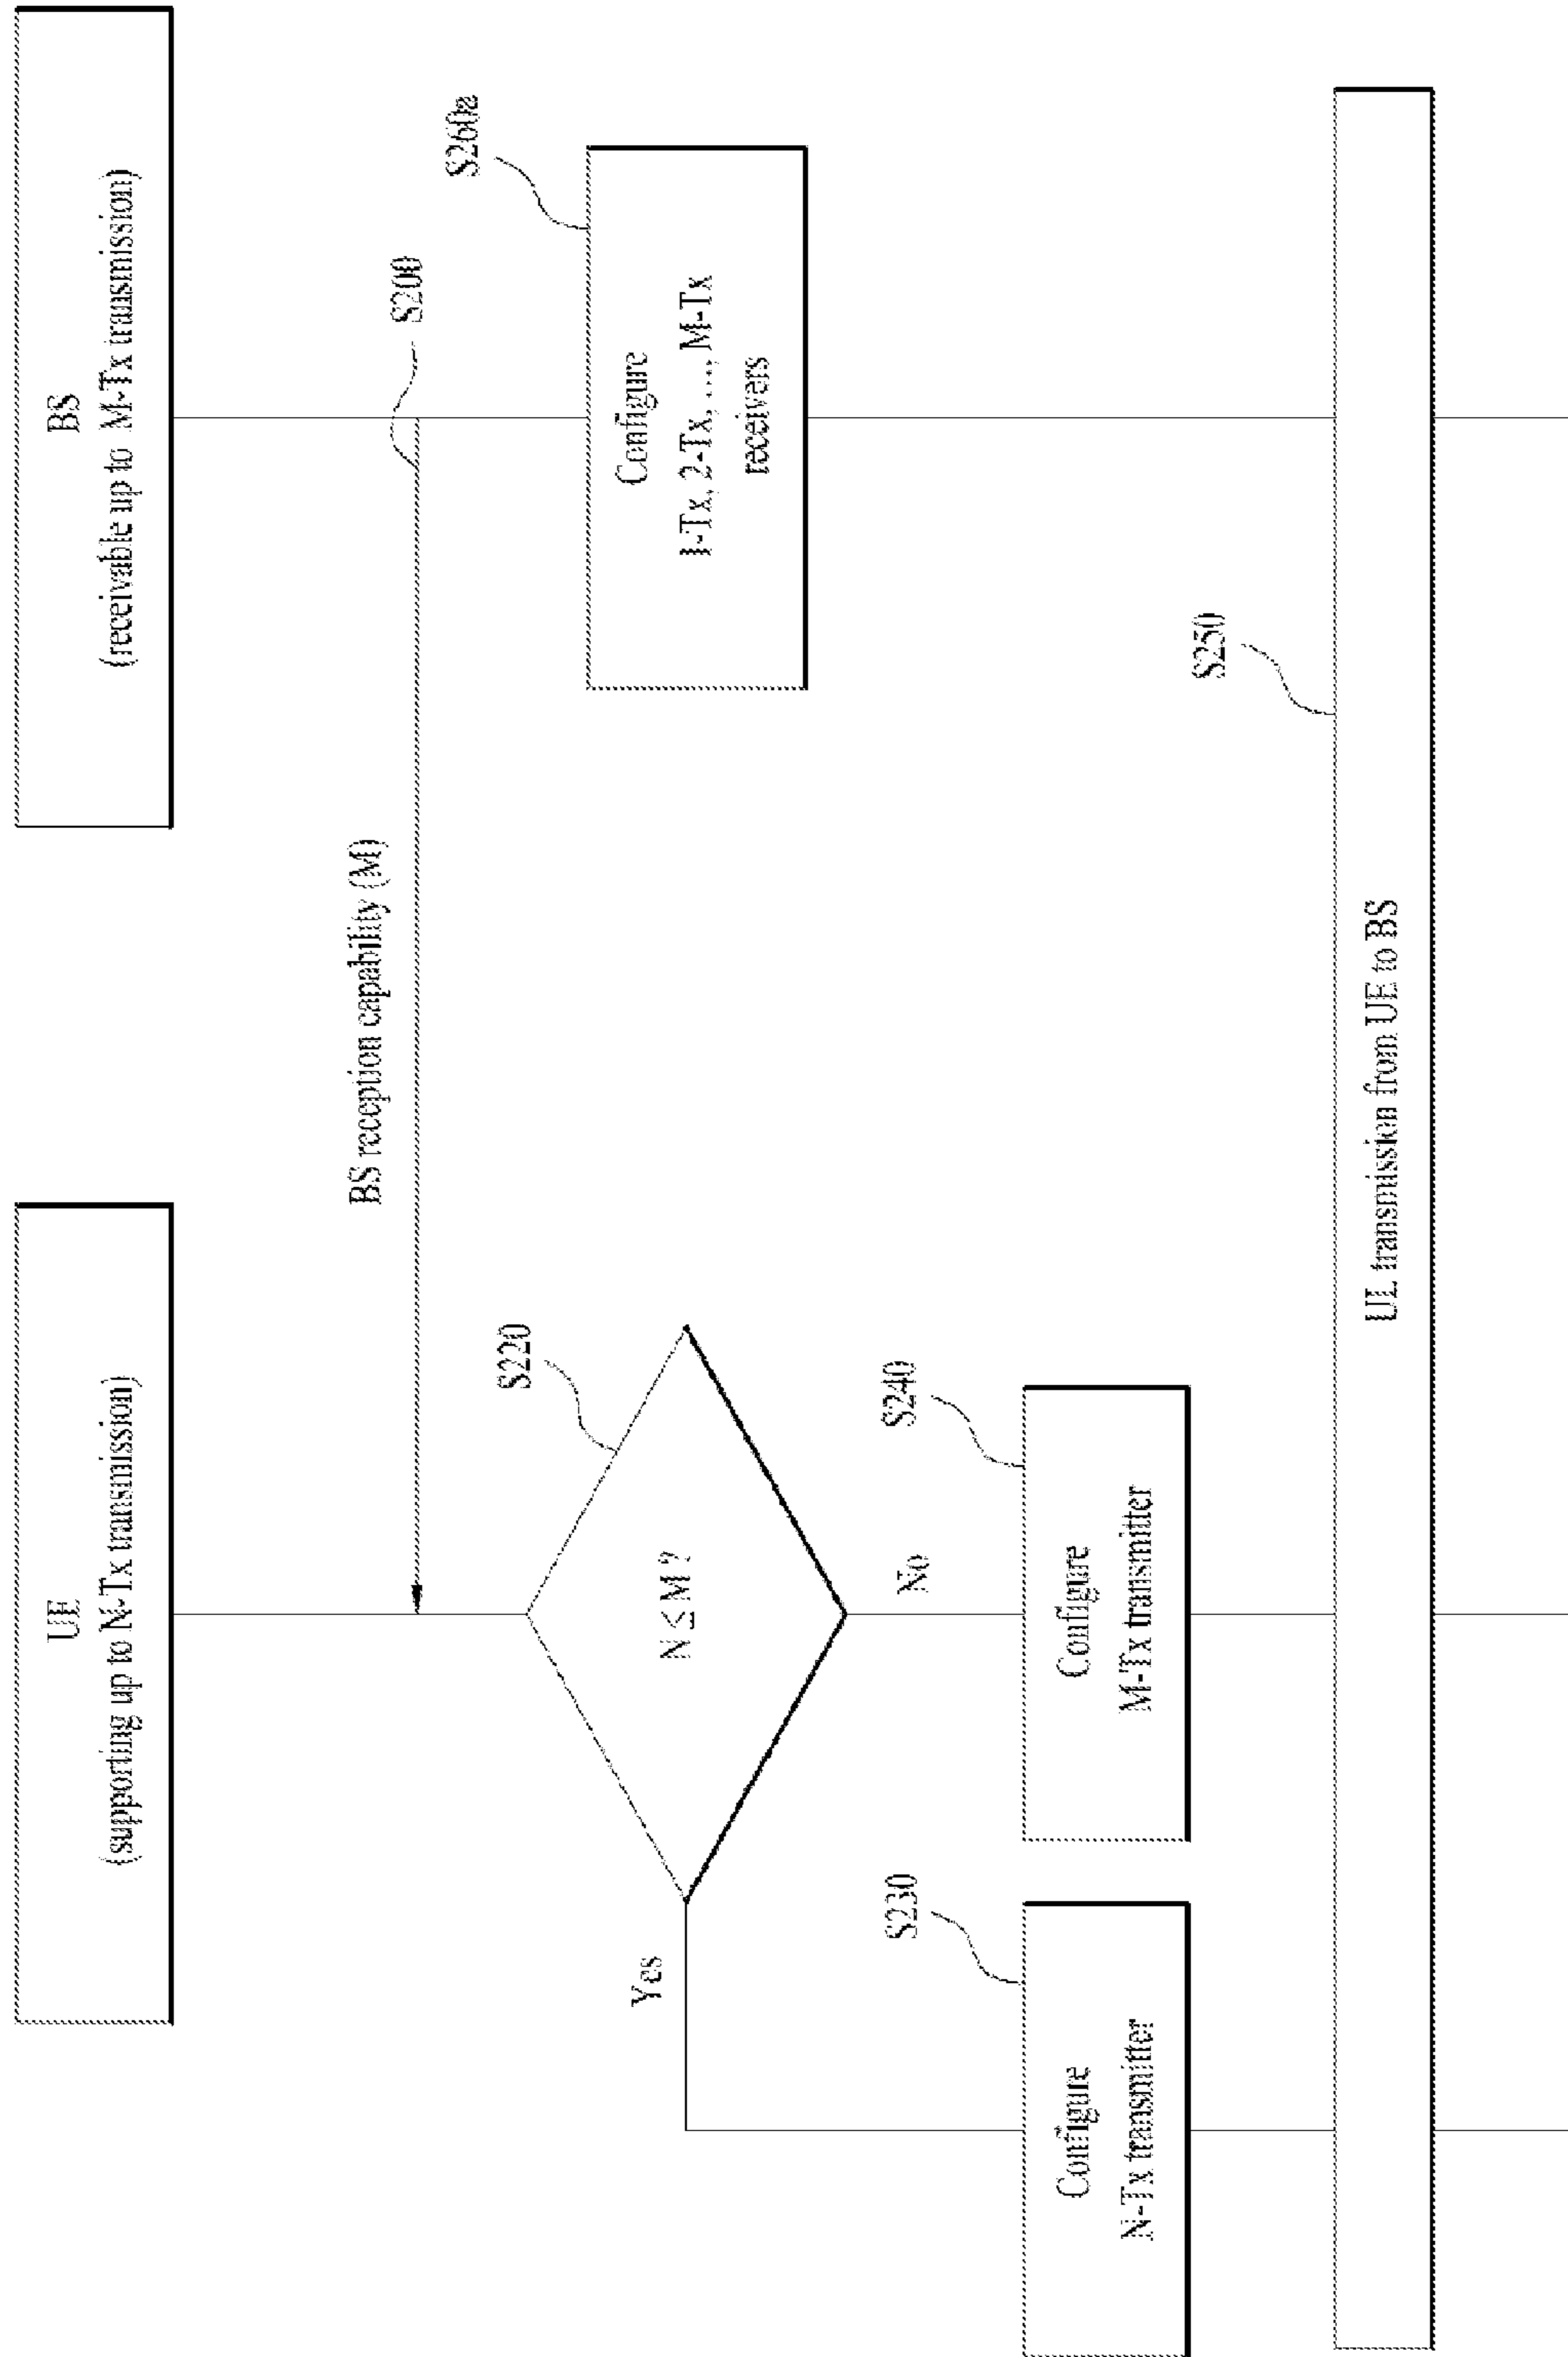 UE
(supporting up to N-Tx transmission)
BS
(receivable up to M-Tx transmission)
BS reception capability (M)
S200
S220
N ≤ M ?
Yes
No
S230
Configure
N-Tx transmitter
S240
Configure
M-Tx transmitter
S260a
Configure
1-Tx, 2-Tx, ..., M-Tx
receivers
S250
UL transmission from UE to BS